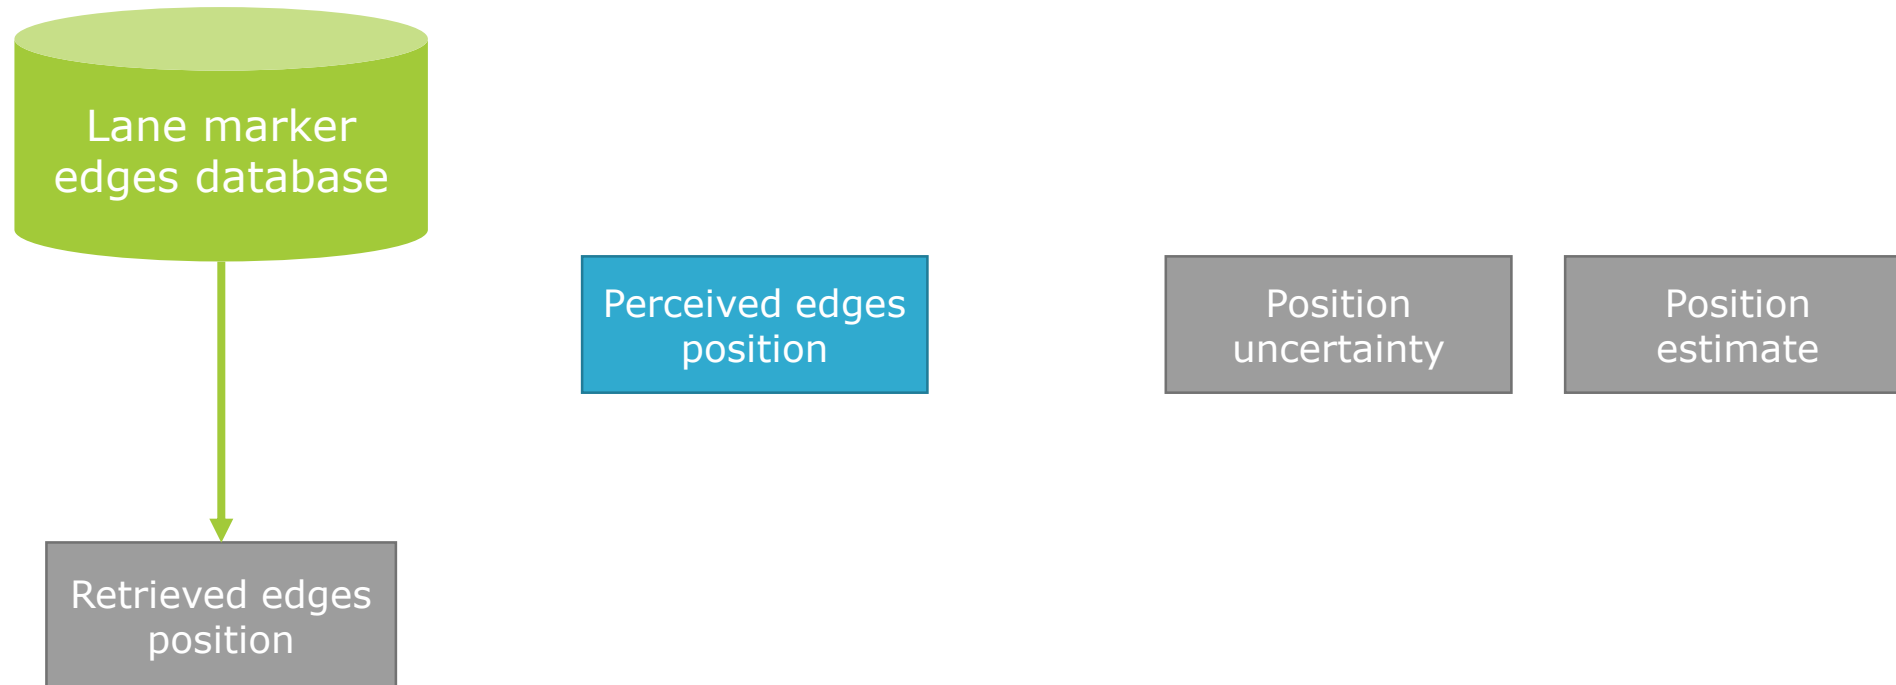 Lane marker
edges database
Perceived edges
position
Position
uncertainty
Position
estimate
Retrieved edges
position